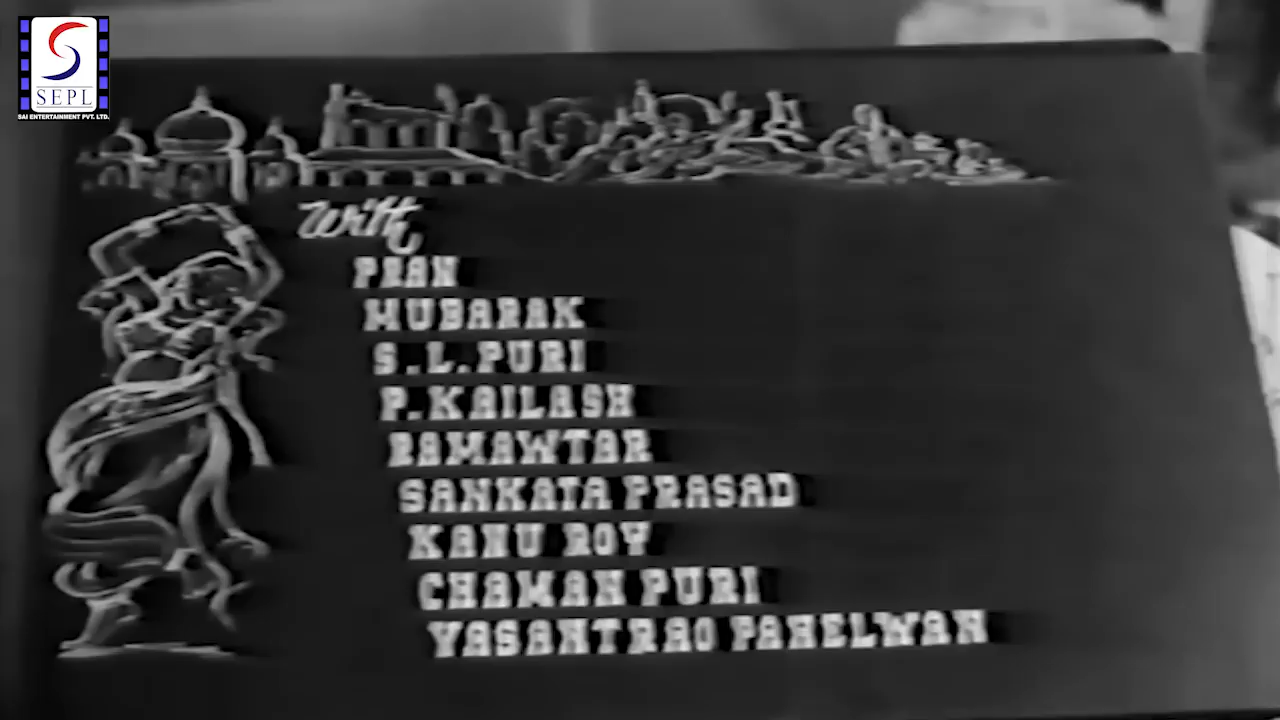 S
SEPL
SAI ENTERTAINMENT PVT. LTD.
With
PRAN
MUBARAK
S.L.PURI
P.KAILASH
RAMAWTAR
SANKATA PRASAD
KANU ROY
CHAMAN PURI
VASANTRAO PAHELWAN